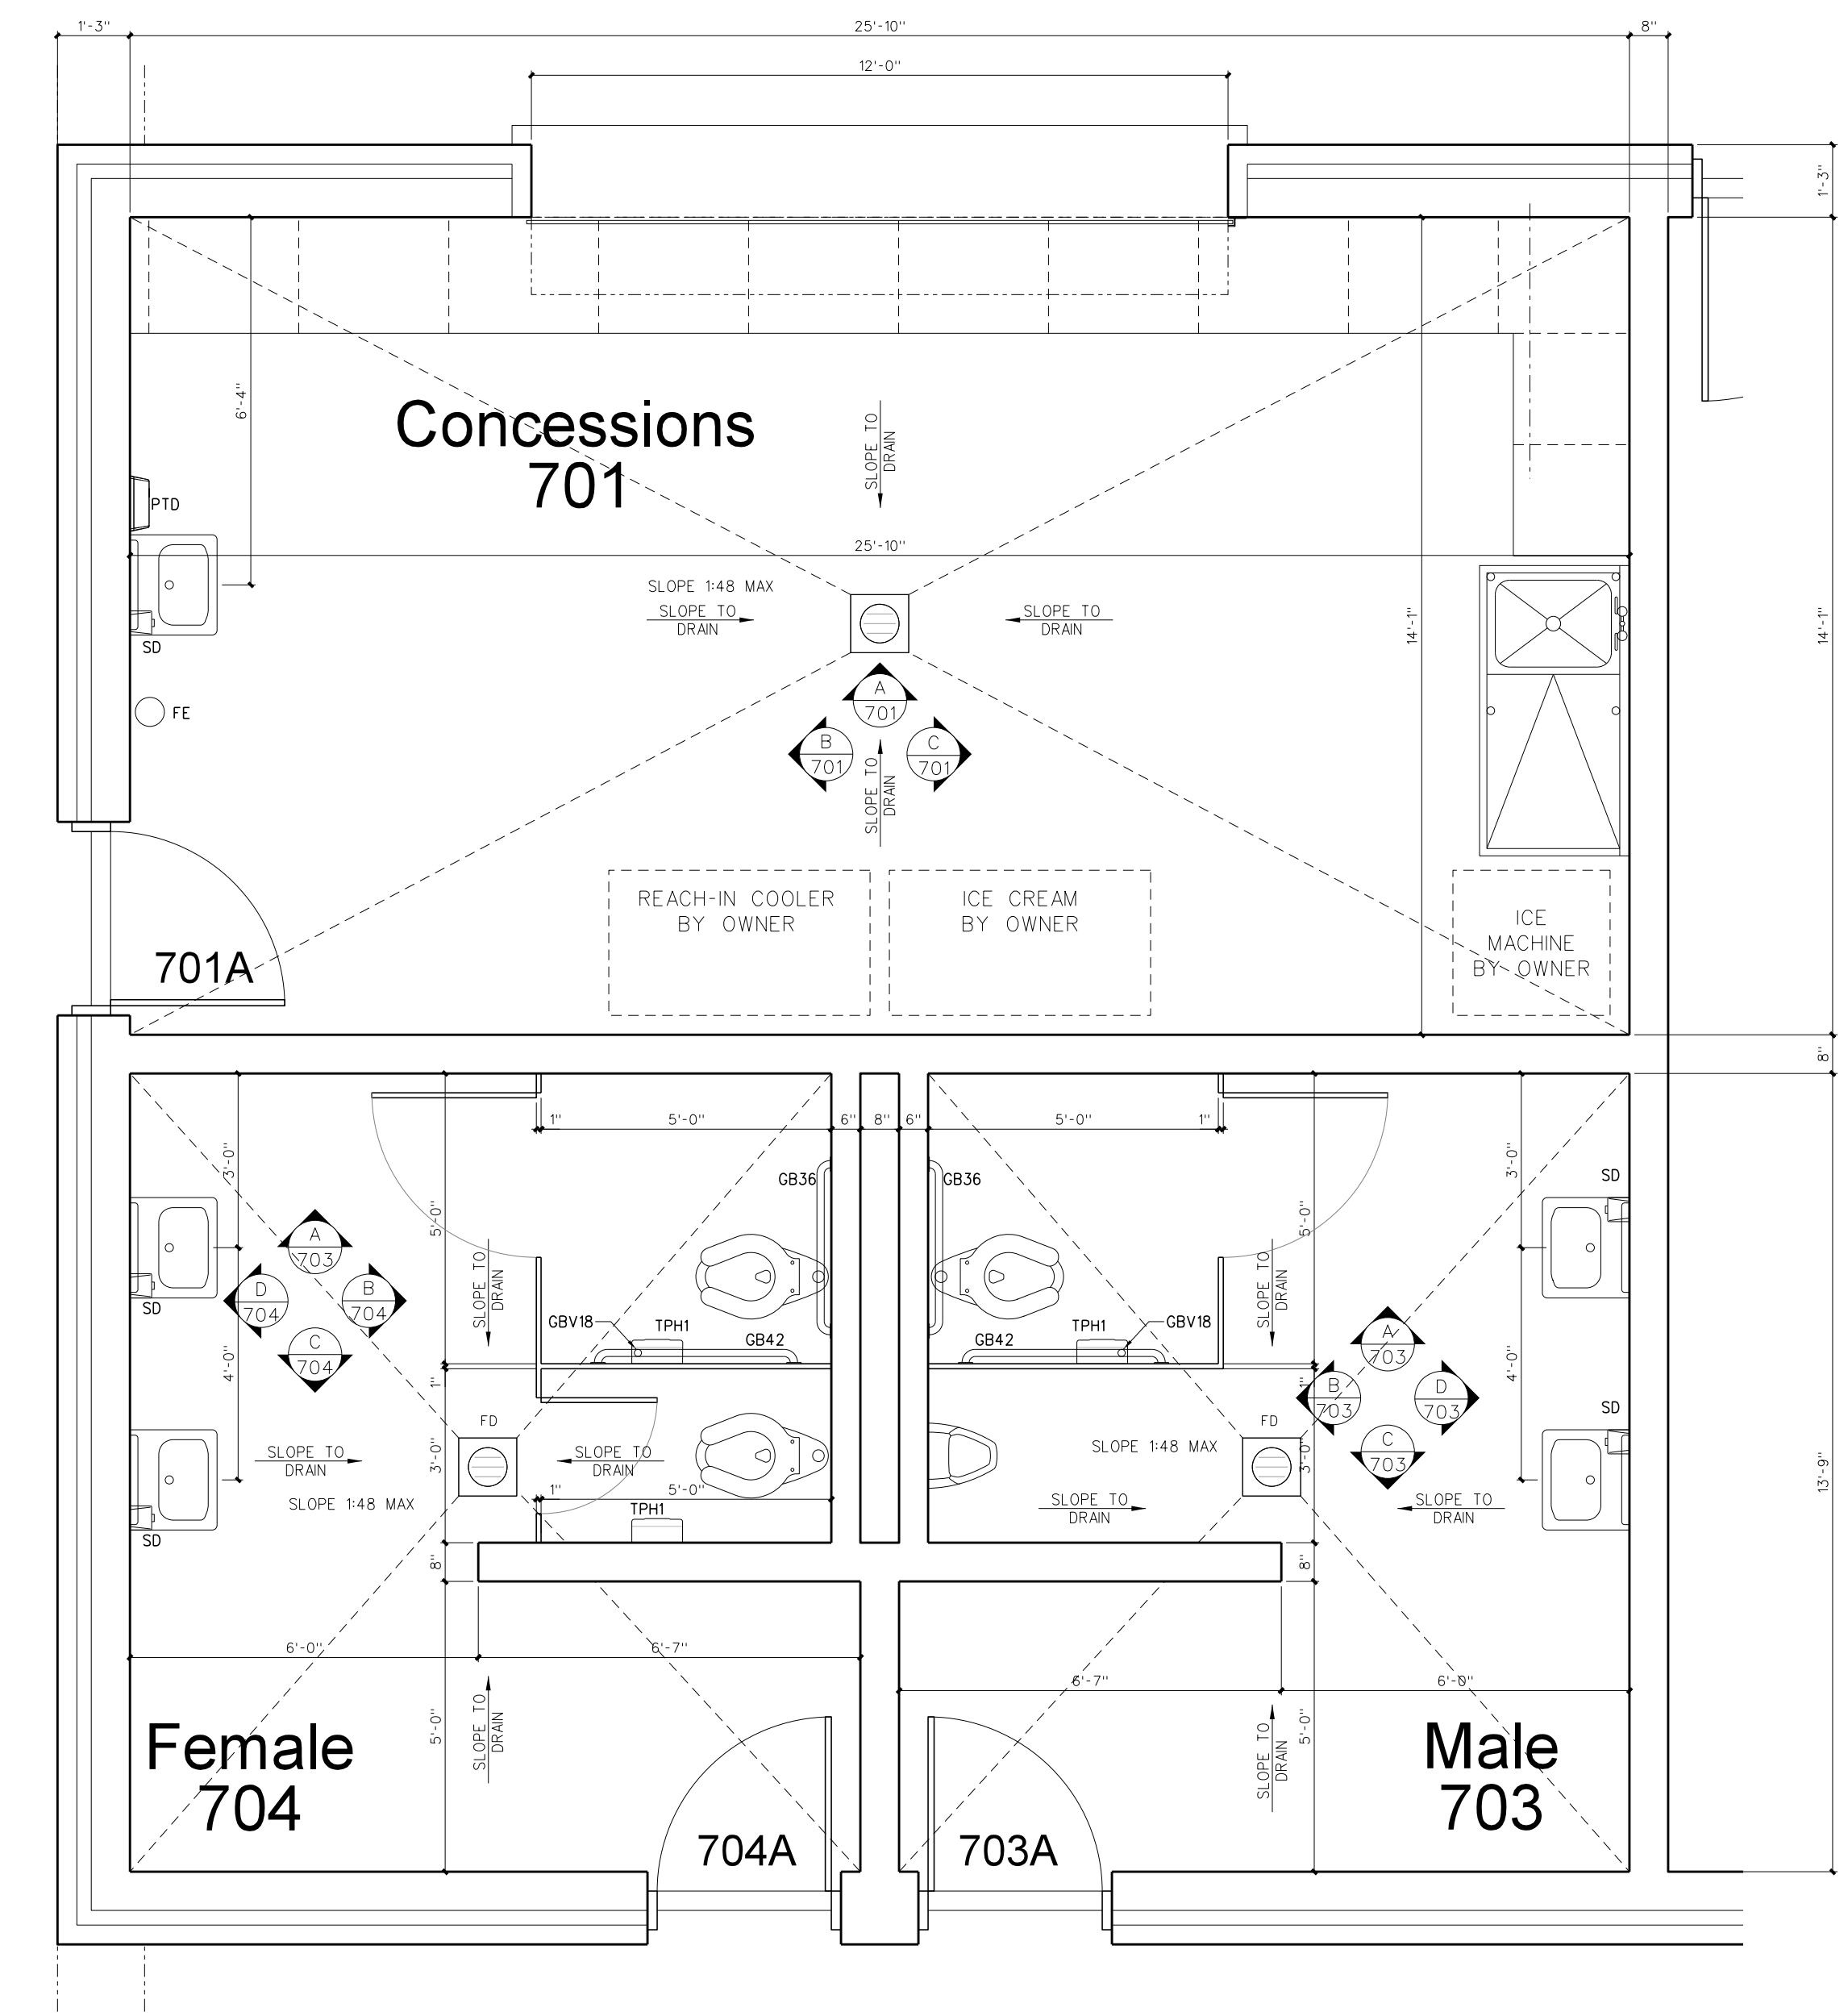 1'-3"
25'-10"
8"
12'-0"
1'-3"
6'-4"
Concessions
701
SLOPE TO
DRAIN
PTD
25'-10"
SLOPE 1:48 MAX
SLOPE TO
DRAIN
SLOPE TO
DRAIN
14'-1"
14'-1"
SD
FE
A
701
B
701
C
701
SLOPE TO
DRAIN
REACH-IN COOLER
BY OWNER
ICE CREAM
BY OWNER
ICE
MACHINE
BY OWNER
701A
8"
1"
5'-0"
6"
8"
6"
5'-0"
1"
3'-0"
3'-0"
GB36
GB36
SD
5'-0"
5'-0"
A
703
D
704
B
704
C
704
SLOPE TO
DRAIN
SLOPE TO
DRAIN
SD
GBV18
TPH1
GB42
GB42
TPH1
GBV18
A
703
B
703
D
703
C
703
4'-0"
4'-0"
1"
1"
SD
FD
FD
SLOPE TO
DRAIN
SLOPE TO
DRAIN
3'-0"
3'-0"
SLOPE 1:48 MAX
SLOPE 1:48 MAX
1"
5'-0"
TPH1
SLOPE TO
DRAIN
SLOPE TO
DRAIN
13'-9"
SD
8"
8"
6'-0"
6'-7"
6'-7"
6'-0"
5'-0"
SLOPE TO
DRAIN
SLOPE TO
DRAIN
5'-0"
Female
704
Male
703
704A
703A